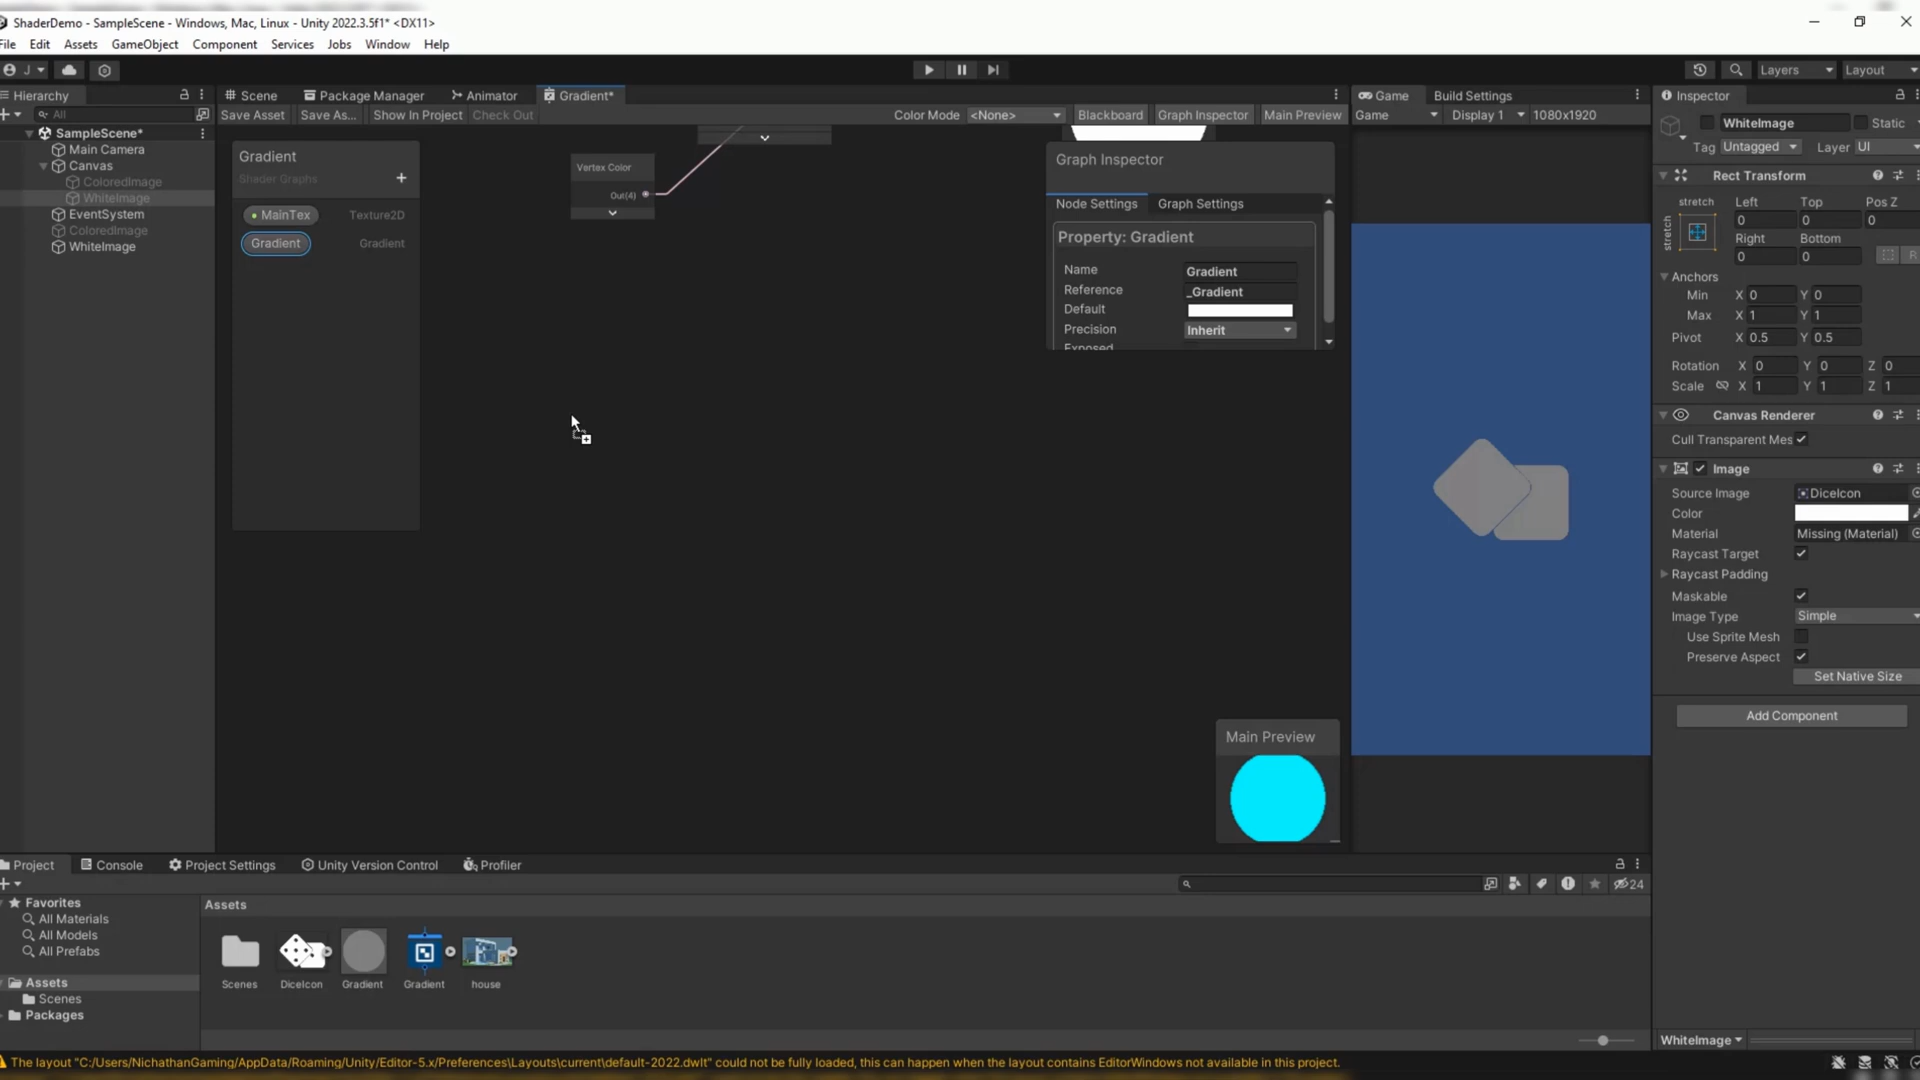 ShaderDemo - SampleScene - Windows, Mac, Linux - Unity 2022.3.5f1* <DX11>
File Edit Assets GameObject Component Services Jobs Window Help
J Layers Layout
Hierarchy Scene Package Manager Animator Gradient* Game Build Settings Inspector
All Save Asset Save As... Show In Project Check Out Color Mode <None> Blackboard Graph Inspector Main Preview Game Display 1 1080x1920
SampleScene*
Main Camera
Canvas
ColoredImage
WhiteImage
EventSystem
ColoredImage
WhiteImage
Gradient
Shader Graphs
MainTex Texture2D
Gradient Gradient
Vertex Color
Out(4)
Graph Inspector
Node Settings Graph Settings
Property: Gradient
Name Gradient
Reference _Gradient
Default
Precision Inherit
Exposed
Main Preview
WhiteImage Static
Tag Untagged Layer UI
Rect Transform
stretch Left Top Pos Z
stretch 0 0 0
Right Bottom
0 0 R
Anchors
Min X 0 Y 0
Max X 1 Y 1
Pivot X 0.5 Y 0.5
Rotation X 0 Y 0 Z 0
Scale X 1 Y 1 Z 1
Canvas Renderer
Cull Transparent Mes
Image
Source Image DiceIcon
Color
Material Missing (Material)
Raycast Target
Raycast Padding
Maskable
Image Type Simple
Use Sprite Mesh
Preserve Aspect
Set Native Size
Add Component
WhiteImage
Project Console Project Settings Unity Version Control Profiler
24
Favorites
All Materials
All Models
All Prefabs
Assets
Scenes
Packages
Assets
Scenes DiceIcon Gradient Gradient house
The layout "C:/Users/NichathanGaming/AppData/Roaming/Unity/Editor-5.x/Preferences\Layouts\current\default-2022.dwlt" could not be fully loaded, this can happen when the layout contains EditorWindows not available in this project.